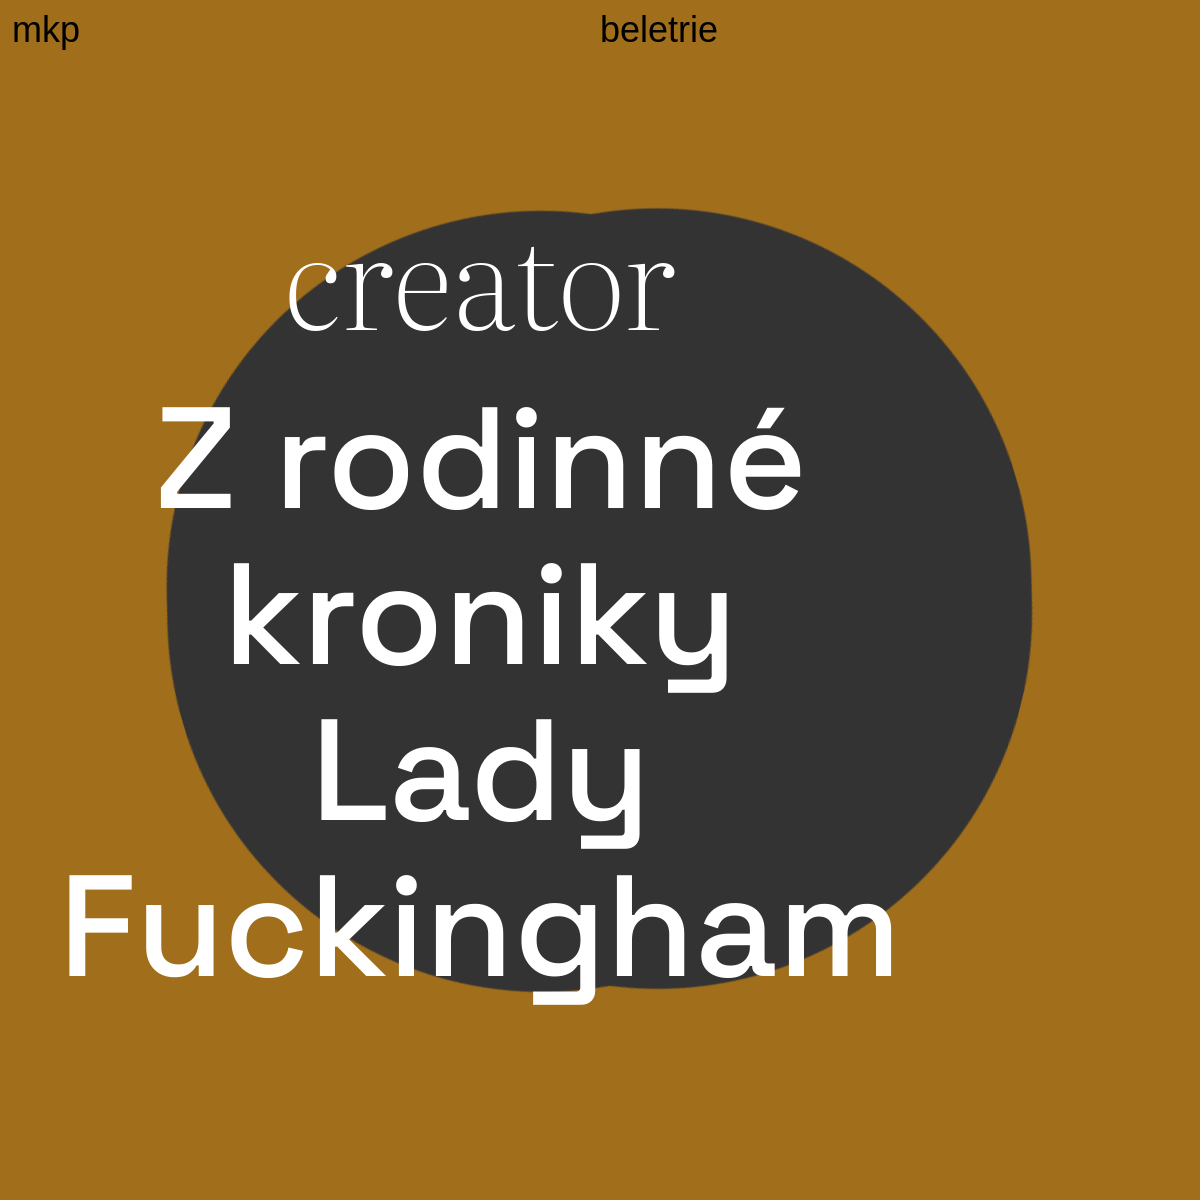 mkp
beletrie
creator
Z rodinné
kroniky
Lady
Fuckingham